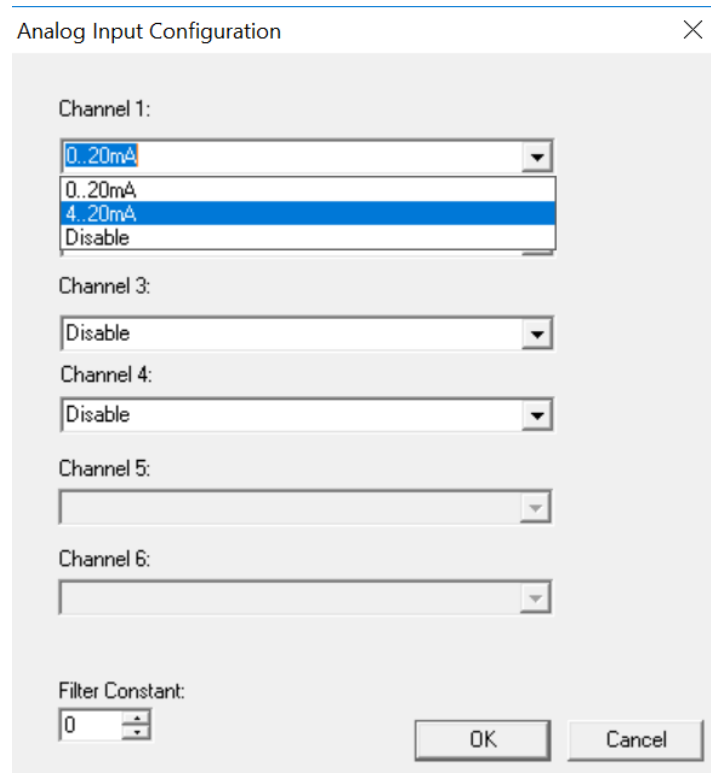 Analog Input Configuration
Channel 1:
0..20mA
0..20mA
4..20mA
Disable
Channel 3:
Disable
Channel 4:
Disable
Channel 5:
Channel 6:
Filter Constant:
0
OK
Cancel